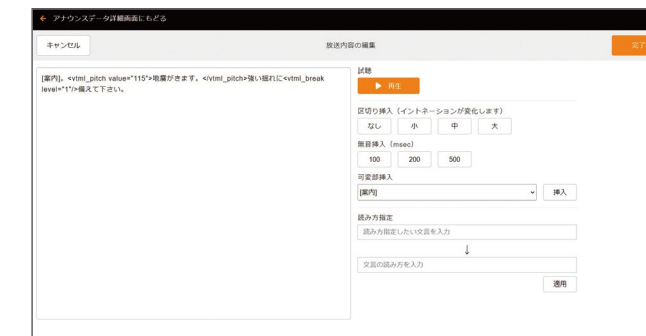 ← アナウンスデータ詳細画面にもどる
キャンセル
放送内容の編集
完了
[案内]。<vtml_pitch value="115">地震がきます。</vtml_pitch>強い揺れに<vtml_break
level="1"/>備えて下さい。
試聴
▶ 再生
区切り挿入（イントネーションが変化します）
なし 小 中 大
無音挿入（msec）
100 200 500
可変部挿入
[案内] 挿入
読み方指定
読み方指定したい文言を入力
↓
文言の読み方を入力
適用